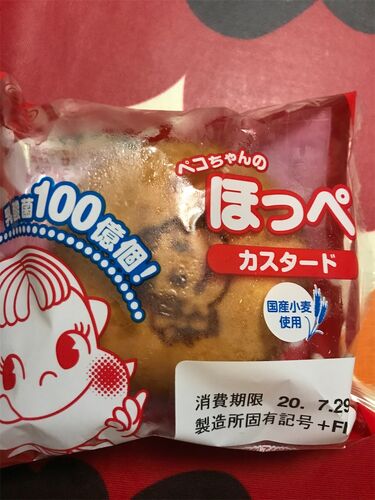 ペコちゃんの
ほっぺ
カスタード
乳酸菌100億個!
国産小麦
使用
消費期限 20. 7.29
製造所固有記号 +FI